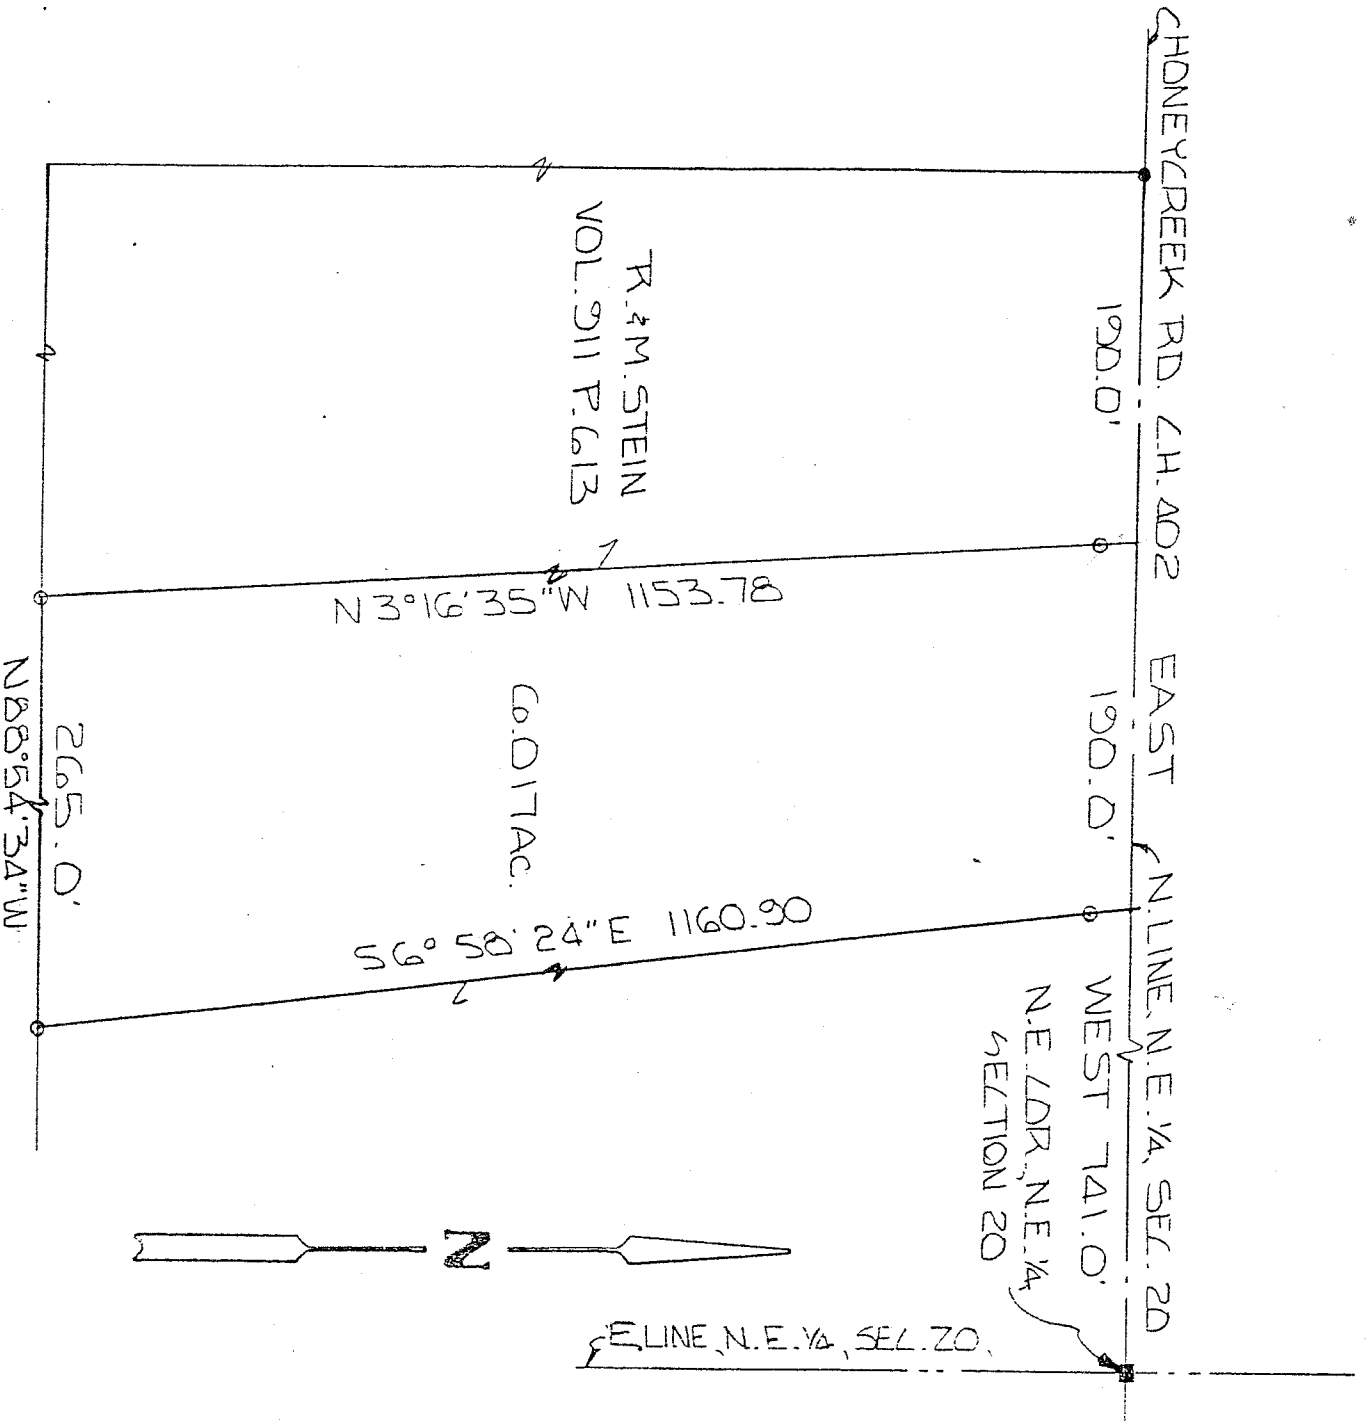 HONEYCREEK RD. C.H. 402 EAST
N. LINE, N.E. 1/4, SEC. 20
190.0'
190.0'
WEST 741.0'
N.E. COR., N.E. 1/4
SECTION 20
R. & M. STEIN
VOL. 911 P. 613
N 3°16'35"W 1153.78
6.017 AC.
S6° 58' 24"E 1160.90
265.0'
N88°54'34"W
N
E. LINE, N.E. 1/4, SEC. 20.